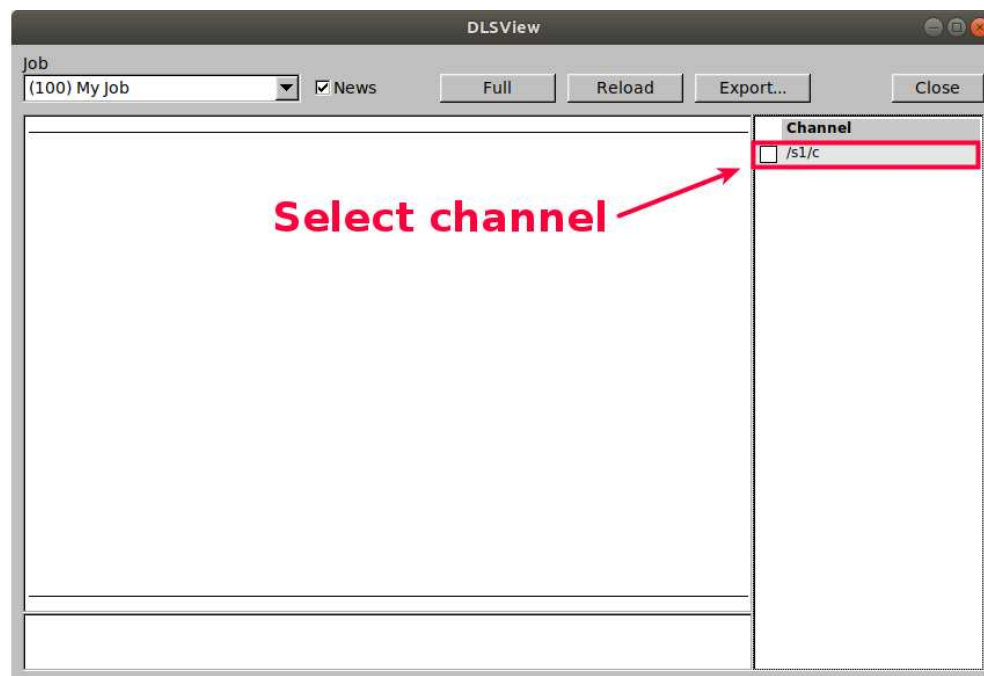 DLSView
Job
(100) My Job
News
Full
Reload
Export...
Close
Channel
/s1/c
Select channel